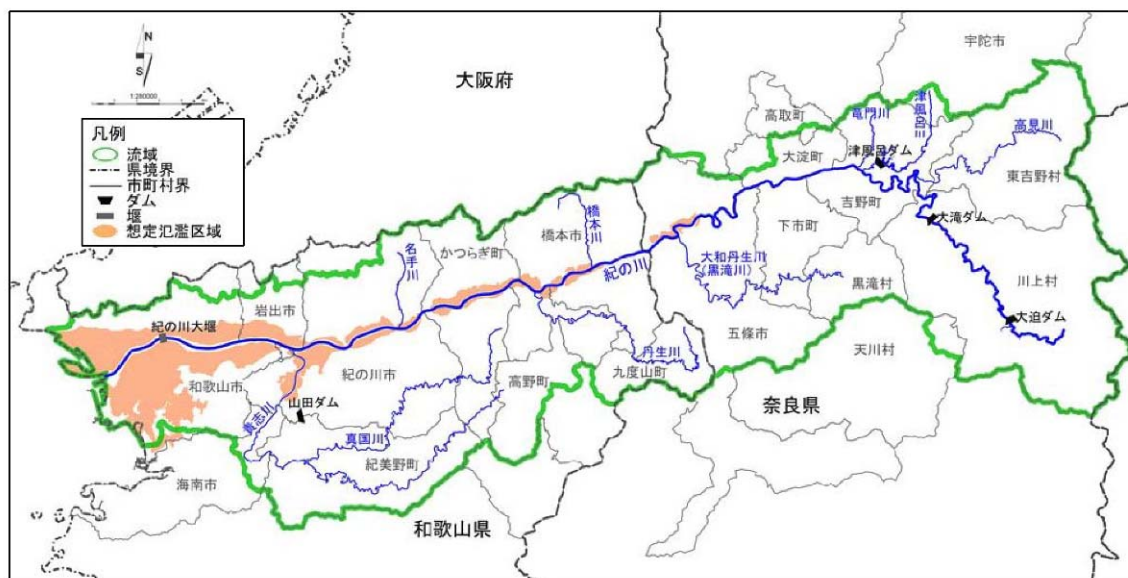 N
S
1:280000
凡例
流域
県境界
市町村界
ダム
堰
想定氾濫区域
大阪府
宇陀市
高取町
竜門川
津風呂川
高見川
大淀町
津風呂ダム
東吉野村
吉野町
大滝ダム
下市町
橋本市
橋本川
かつらぎ町
名手川
紀の川
大和丹生川
(黒滝川)
黒滝村
川上村
大迫ダム
岩出市
紀の川大堰
五條市
天川村
丹生川
九度山町
高野町
紀の川市
和歌山市
山田ダム
貴志川
真国川
紀美野町
奈良県
海南市
和歌山県